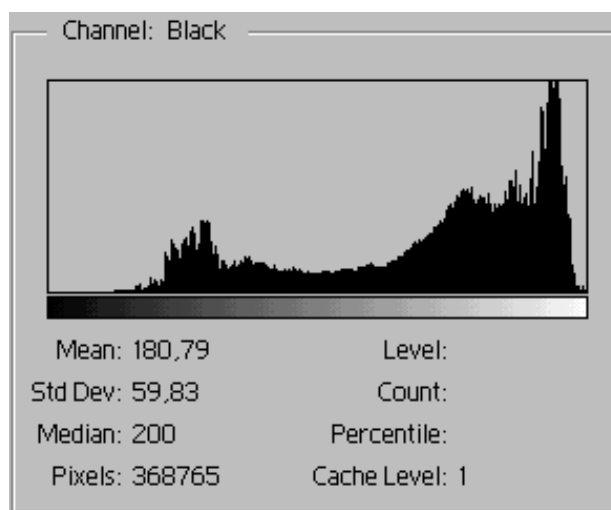 Channel: Black
Mean: 180,79 Level:
Std Dev: 59,83 Count:
Median: 200 Percentile:
Pixels: 368765 Cache Level: 1